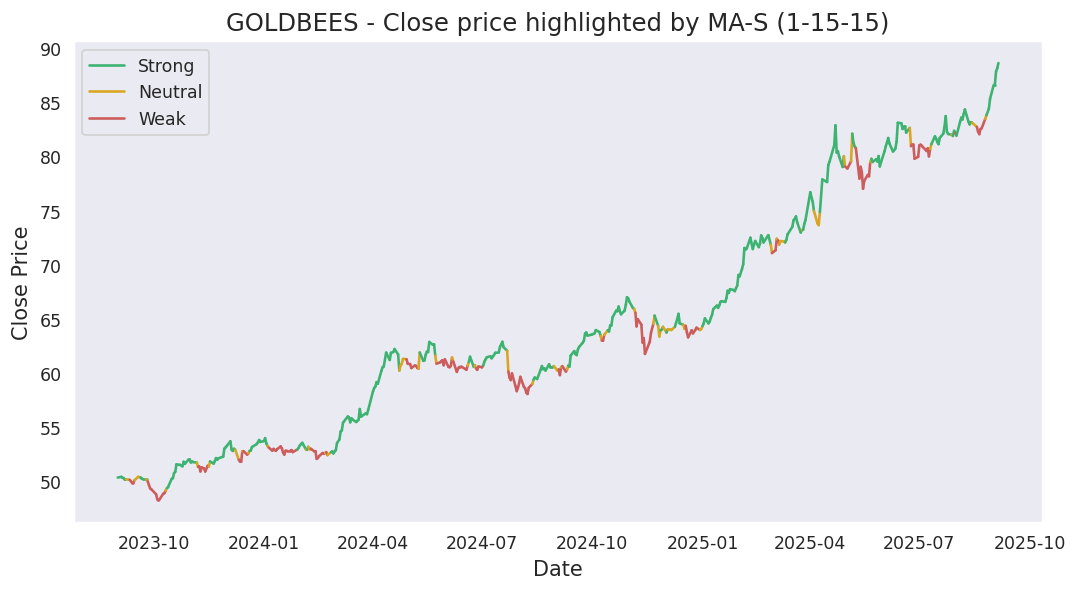 GOLDBEES - Close price highlighted by MA-S (1-15-15)
Strong
Neutral
Weak
Close Price
90
85
80
75
70
65
60
55
50
2023-10 2024-01 2024-04 2024-07 2024-10 2025-01 2025-04 2025-07 2025-10
Date